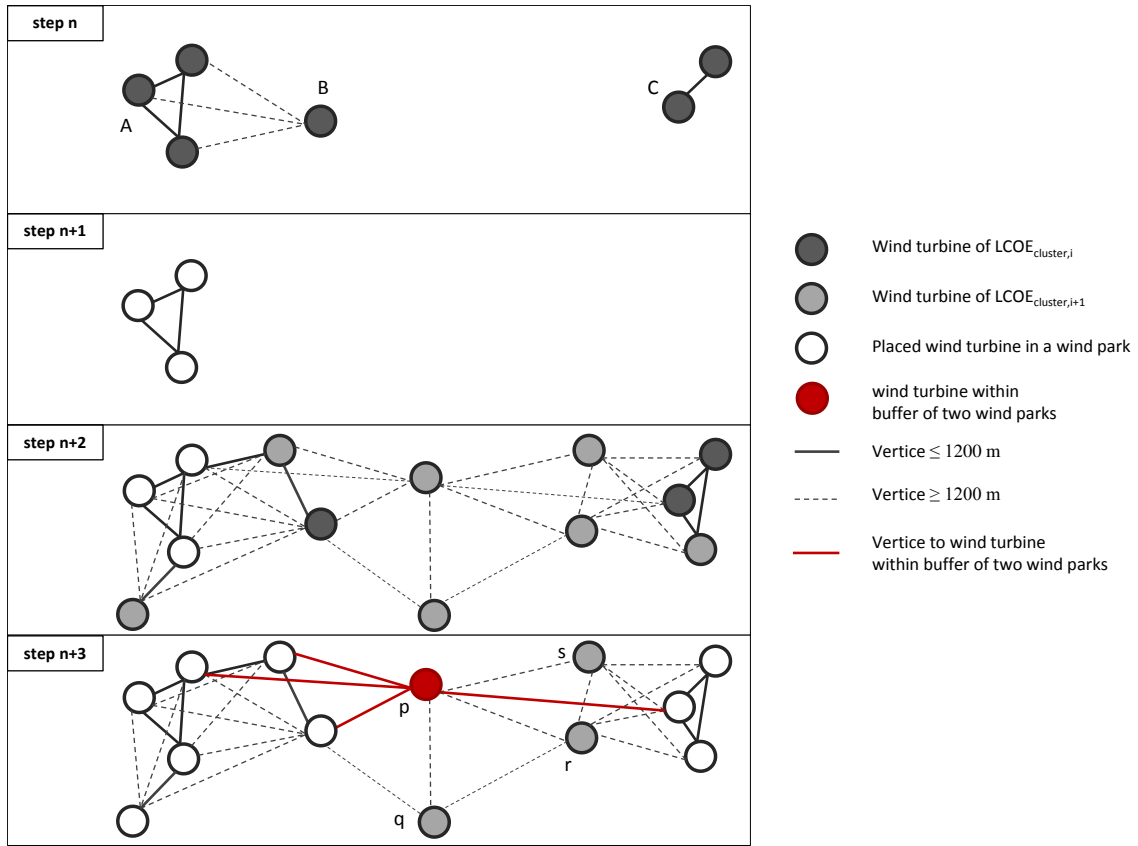 step n
A
B
C
step n+1
step n+2
step n+3
p
q
r
s
Wind turbine of LCOEcluster,i
Wind turbine of LCOEcluster,i+1
Placed wind turbine in a wind park
wind turbine within
buffer of two wind parks
Vertice ≤ 1200 m
Vertice ≥ 1200 m
Vertice to wind turbine
within buffer of two wind parks